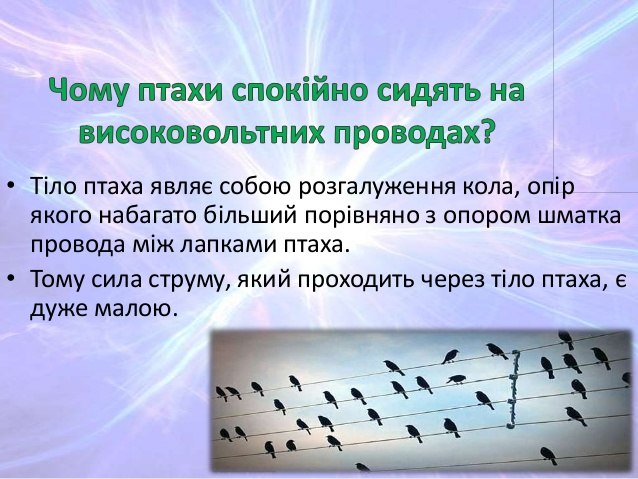 Чому птахи спокійно сидять на
високовольтних проводах?
• Тіло птаха являє собою розгалуження кола, опір
якого набагато більший порівняно з опором шматка
провода між лапками птаха.
• Тому сила струму, який проходить через тіло птаха, є
дуже малою.